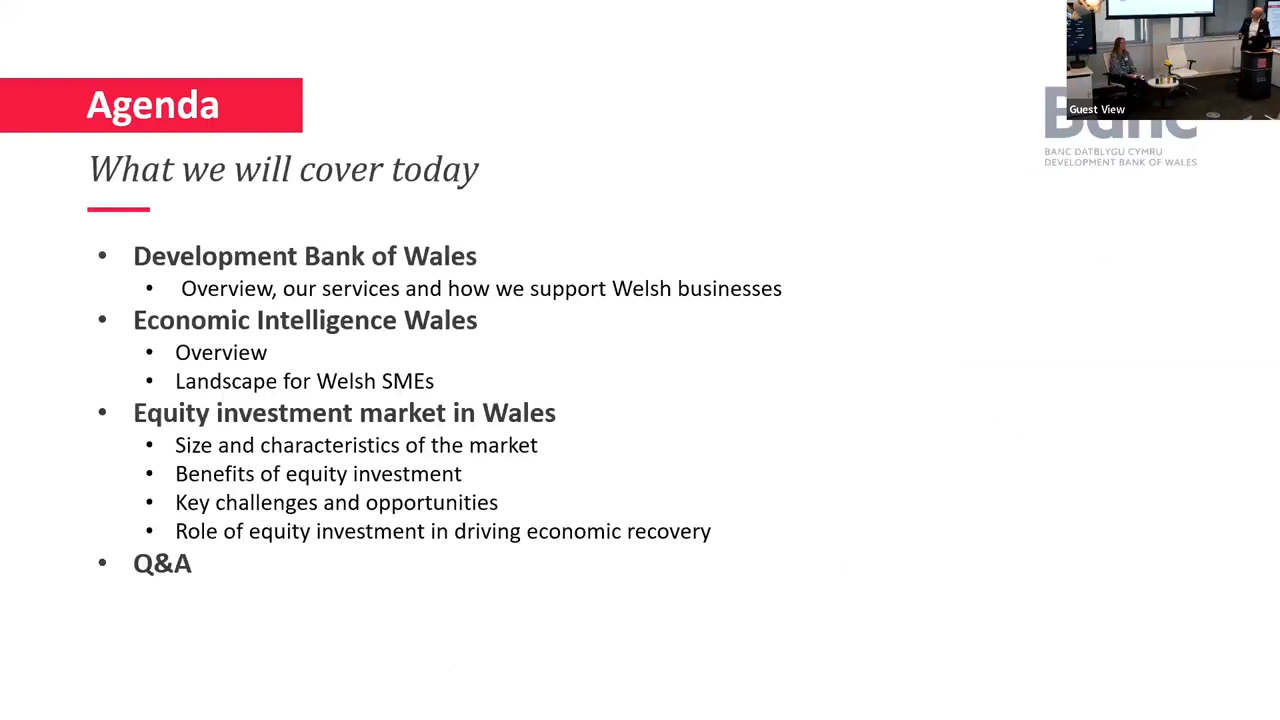 Agenda
What we will cover today
Guest View
Banc
BANC DATBLYGU CYMRU
DEVELOPMENT BANK OF WALES
• Development Bank of Wales
• Overview, our services and how we support Welsh businesses
• Economic Intelligence Wales
• Overview
• Landscape for Welsh SMEs
• Equity investment market in Wales
• Size and characteristics of the market
• Benefits of equity investment
• Key challenges and opportunities
• Role of equity investment in driving economic recovery
• Q&A